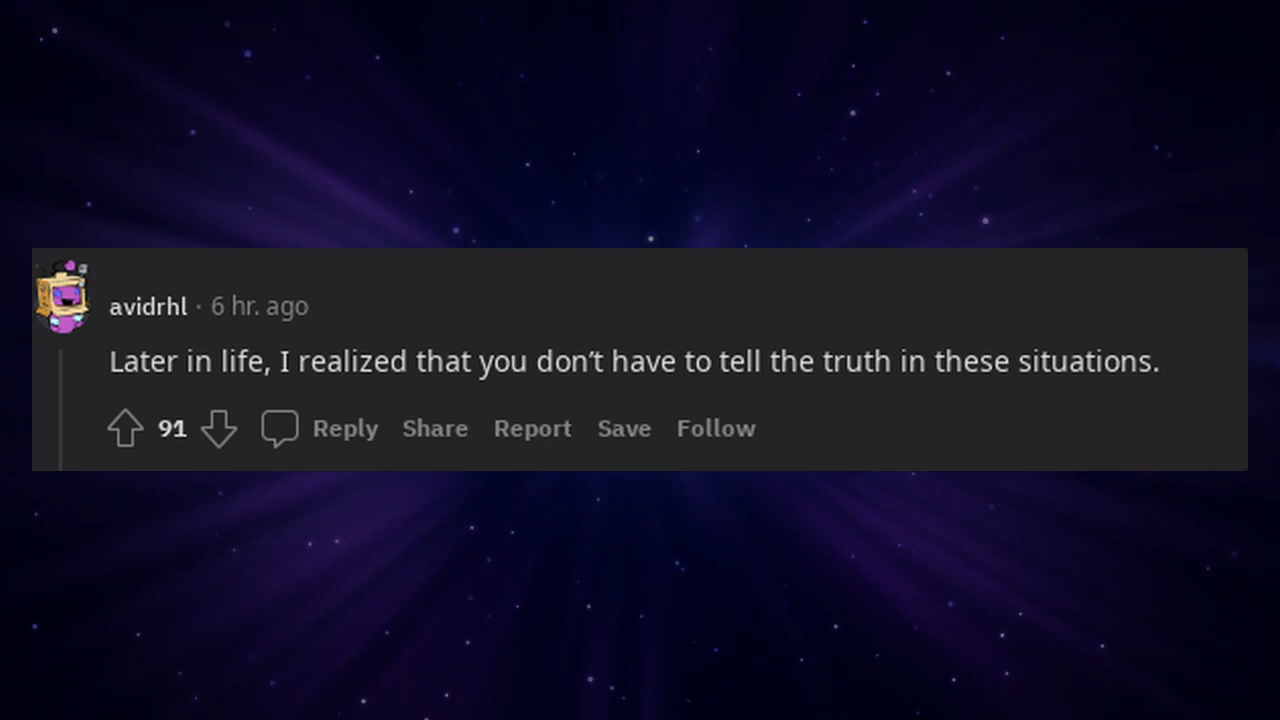 avidrhl · 6 hr. ago
Later in life, I realized that you don’t have to tell the truth in these situations.
91 Reply Share Report Save Follow